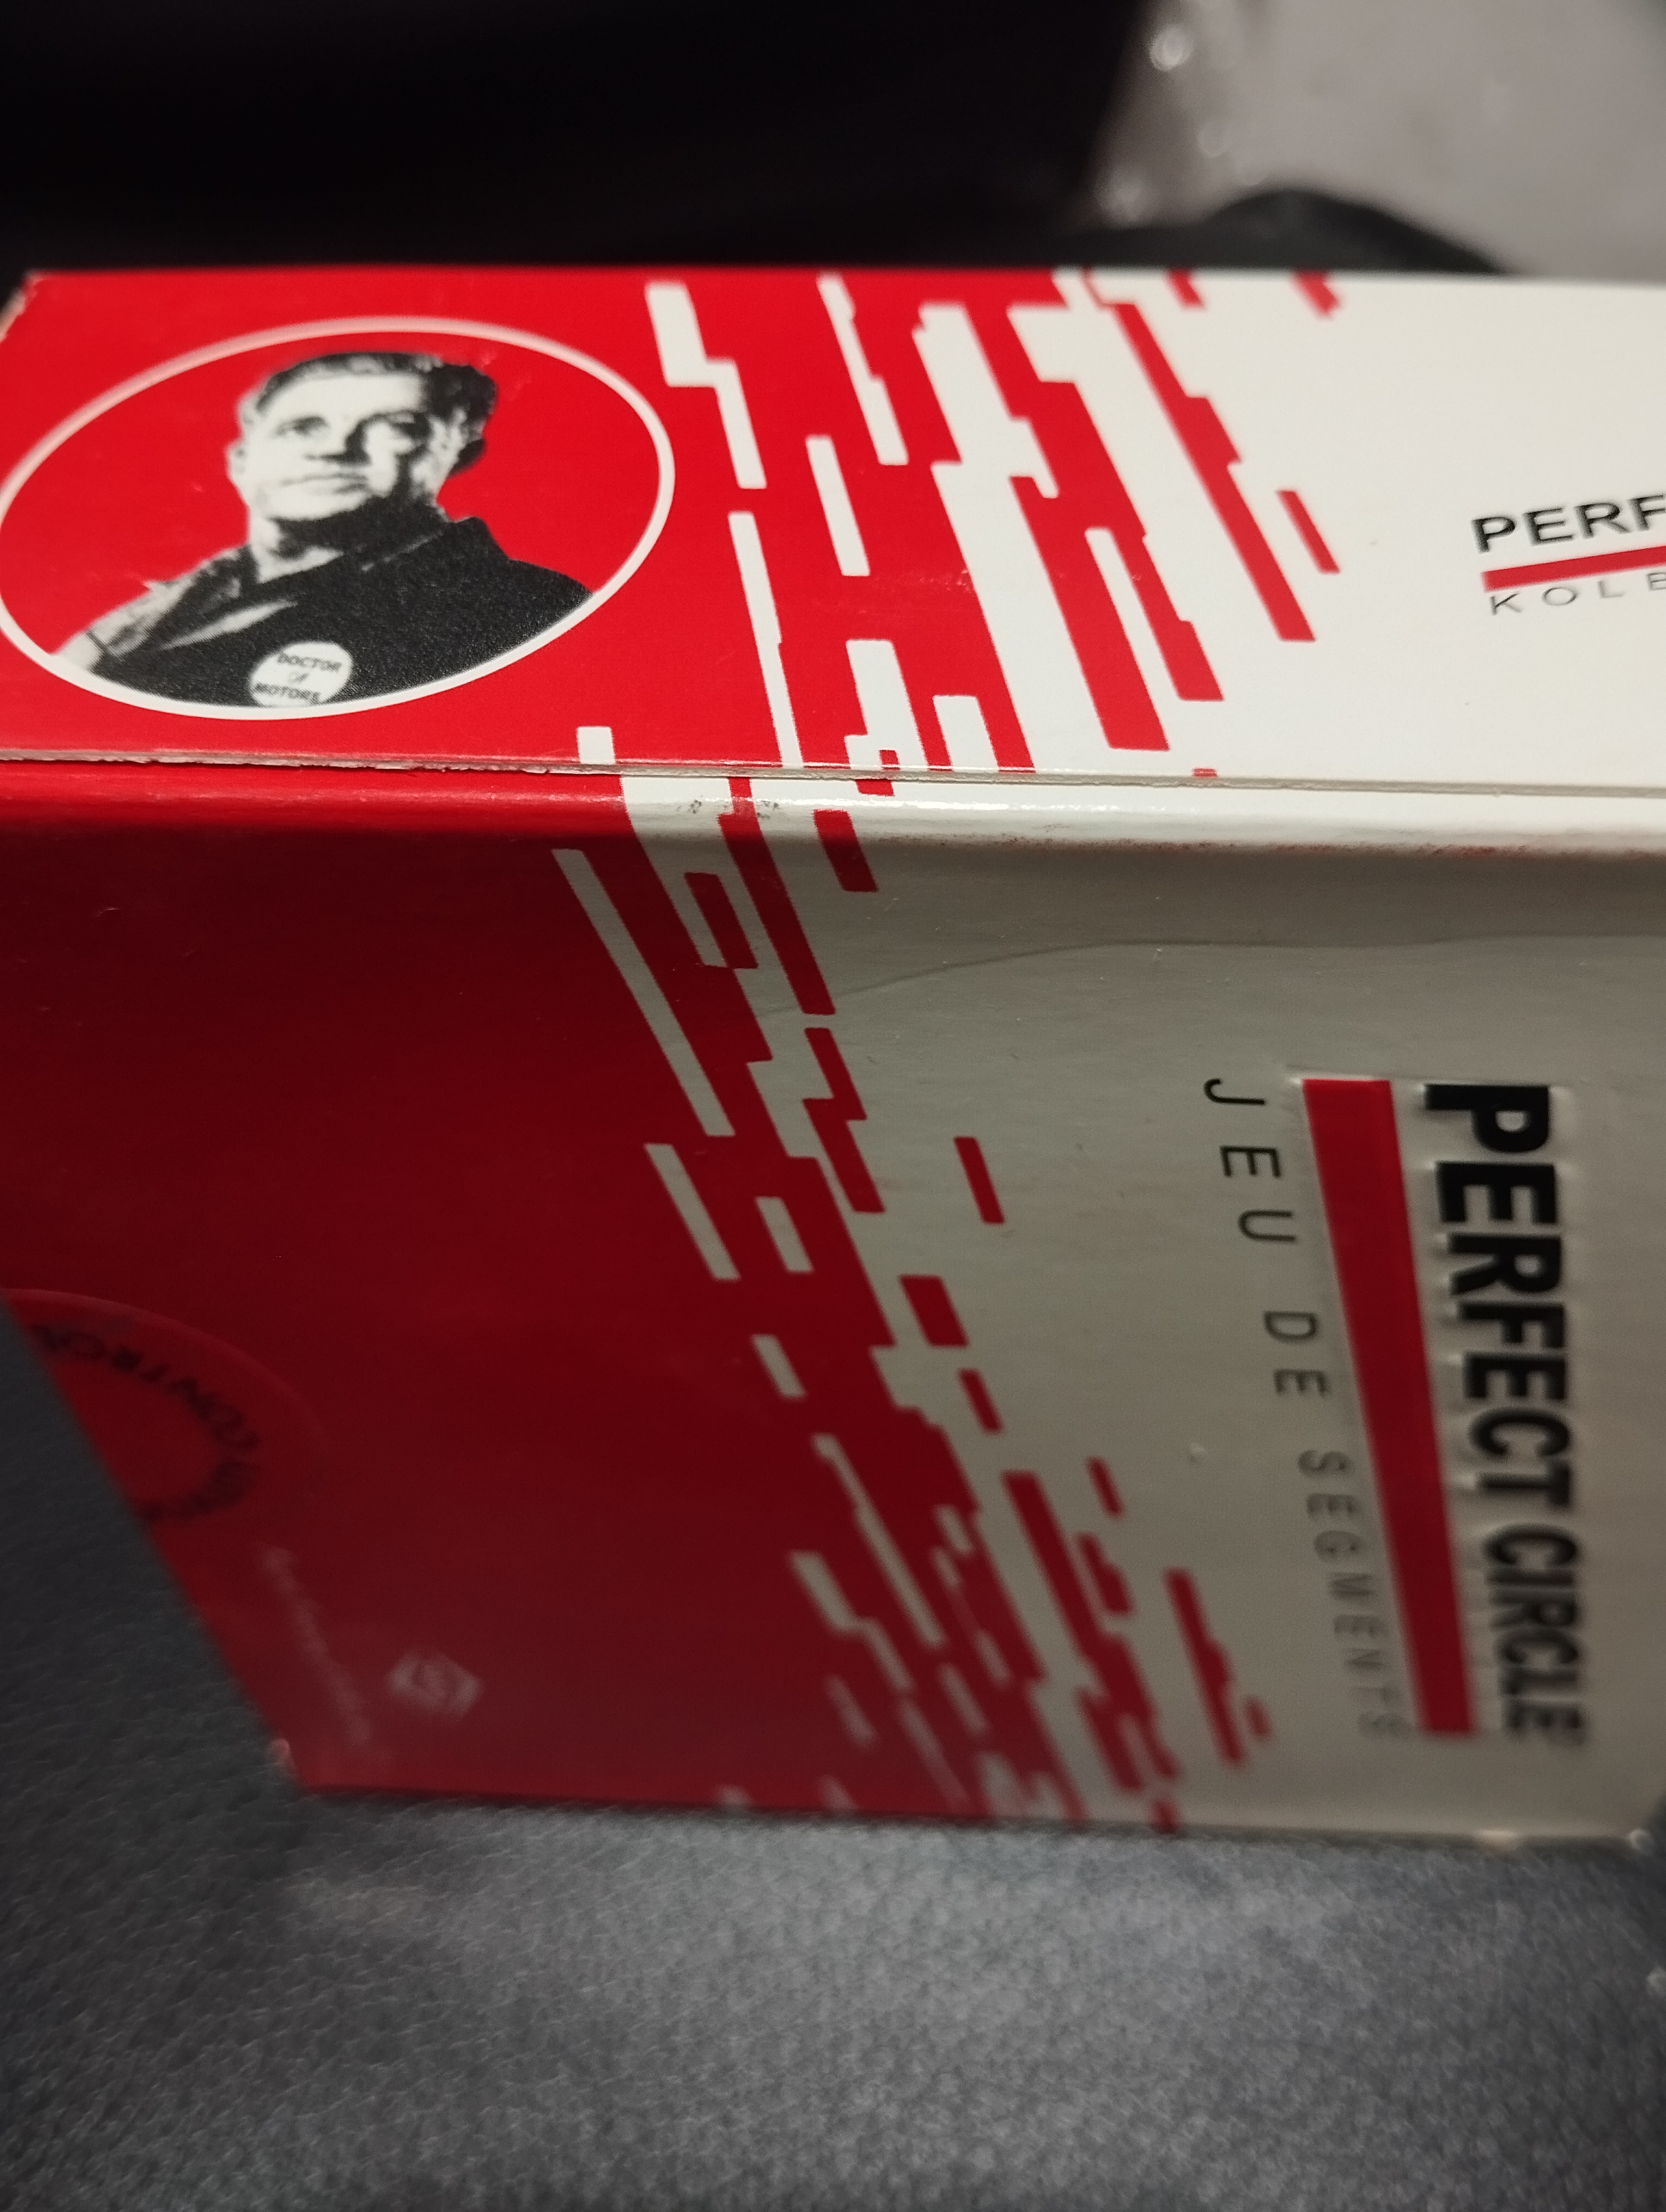 DOCTOR
OF
MOTORS
PERF
KOLB
PERFECT CIRCLE®
JEU DE SEGMENTS